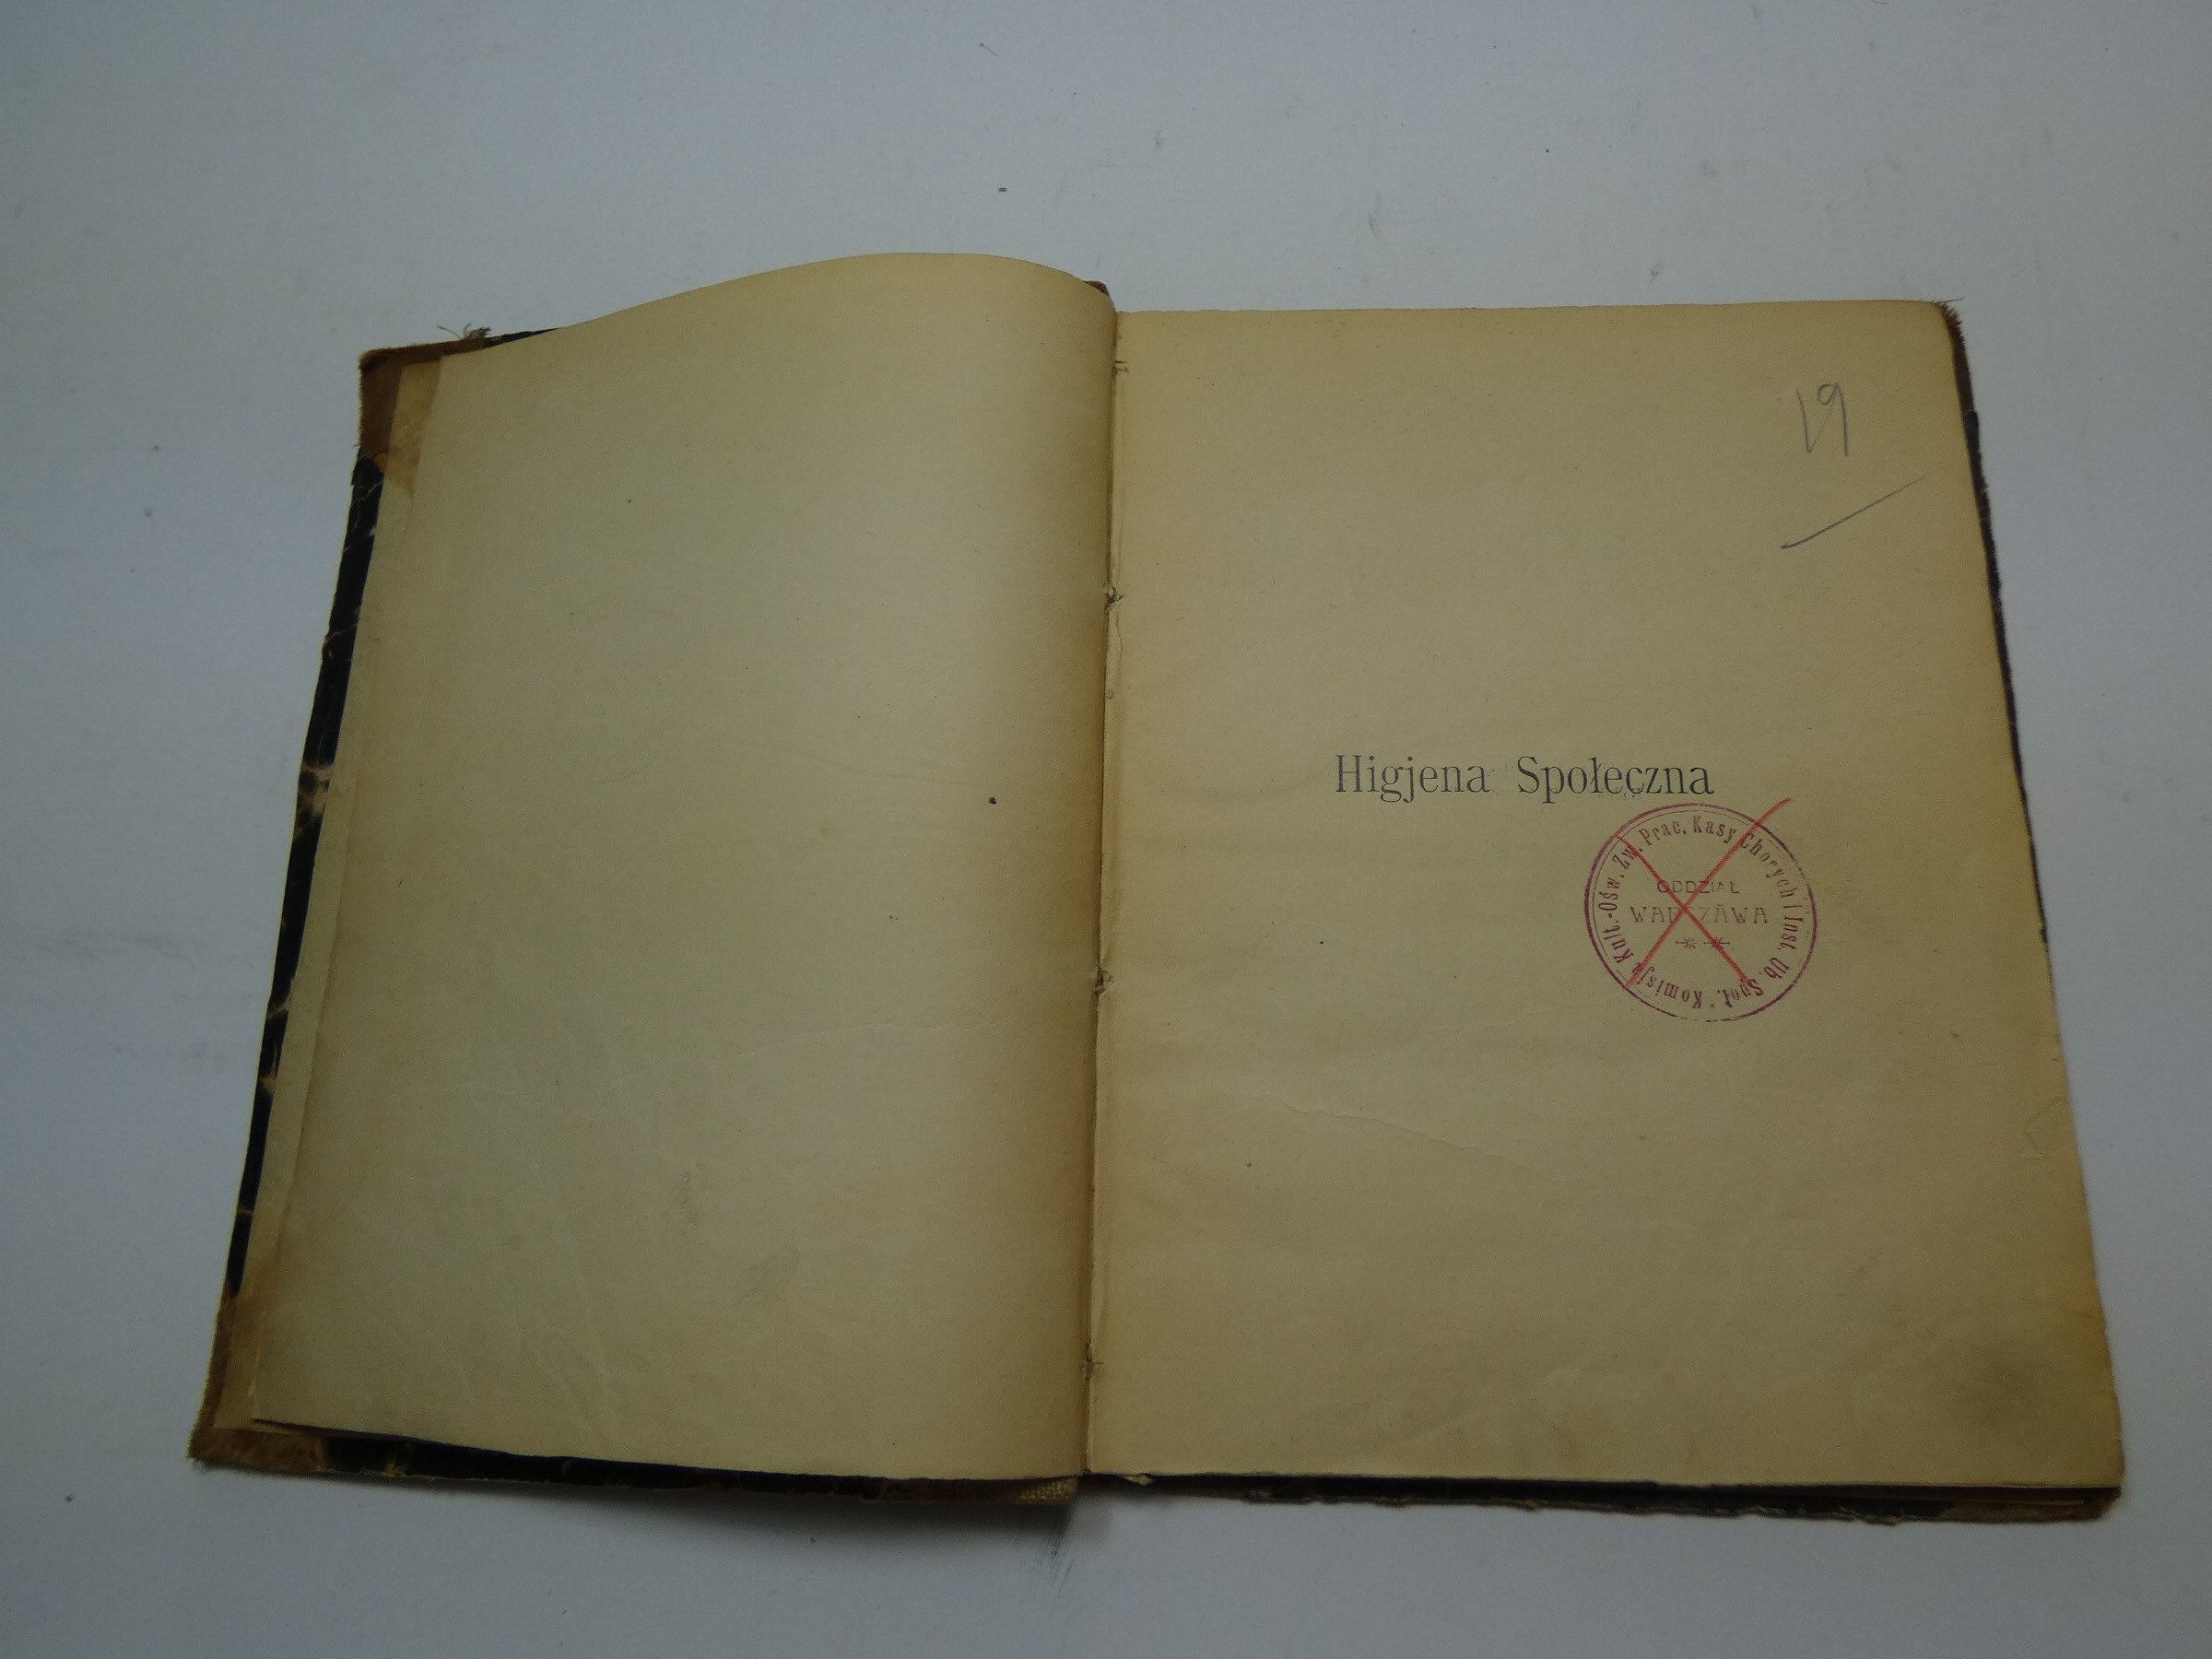 19
Higjena Społeczna
Komisja Kult.-Ośw. Zw. Prac. Kasy Chorych i Inst. Ub. Społ.
ODDZIAŁ
WARSZAWA